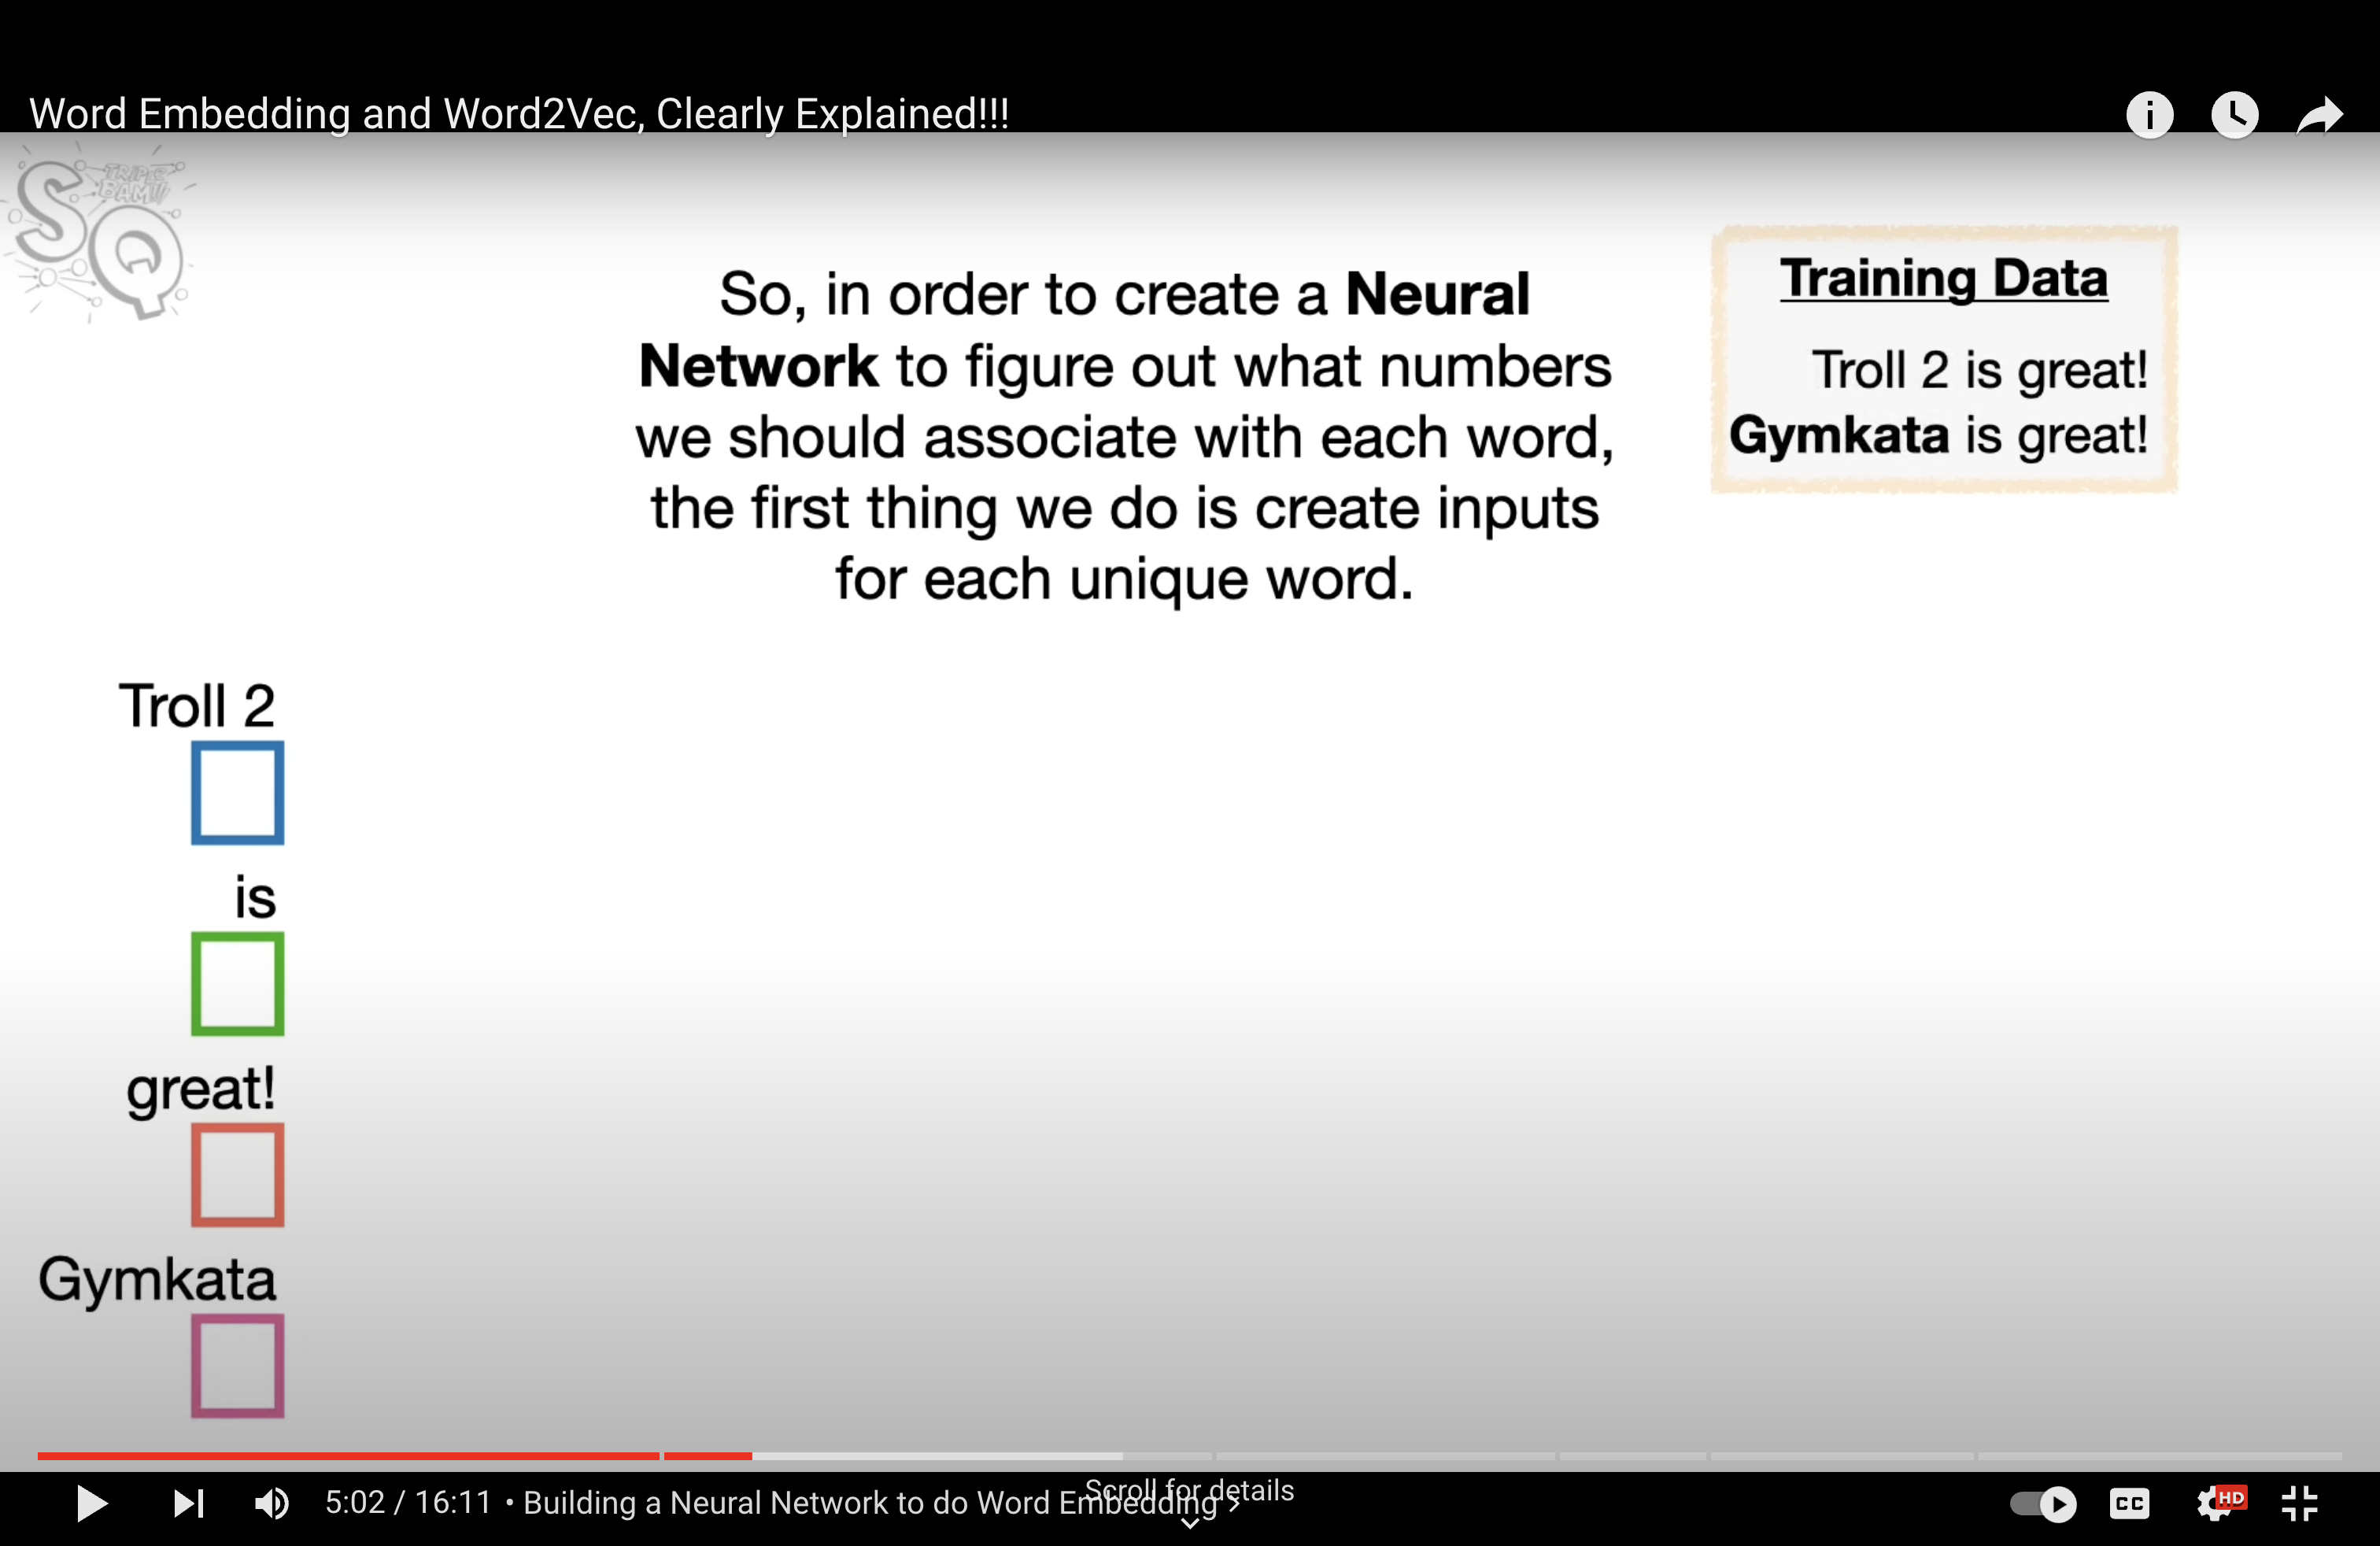 Word Embedding and Word2Vec, Clearly Explained!!!
SQ
TRIPLE
BAM!!!
So, in order to create a Neural
Network to figure out what numbers
we should associate with each word,
the first thing we do is create inputs
for each unique word.
Training Data
Troll 2 is great!
Gymkata is great!
Troll 2
is
great!
Gymkata
5:02 / 16:11 • Building a Neural Network to do Word Embedding
Scroll for details
CC
HD